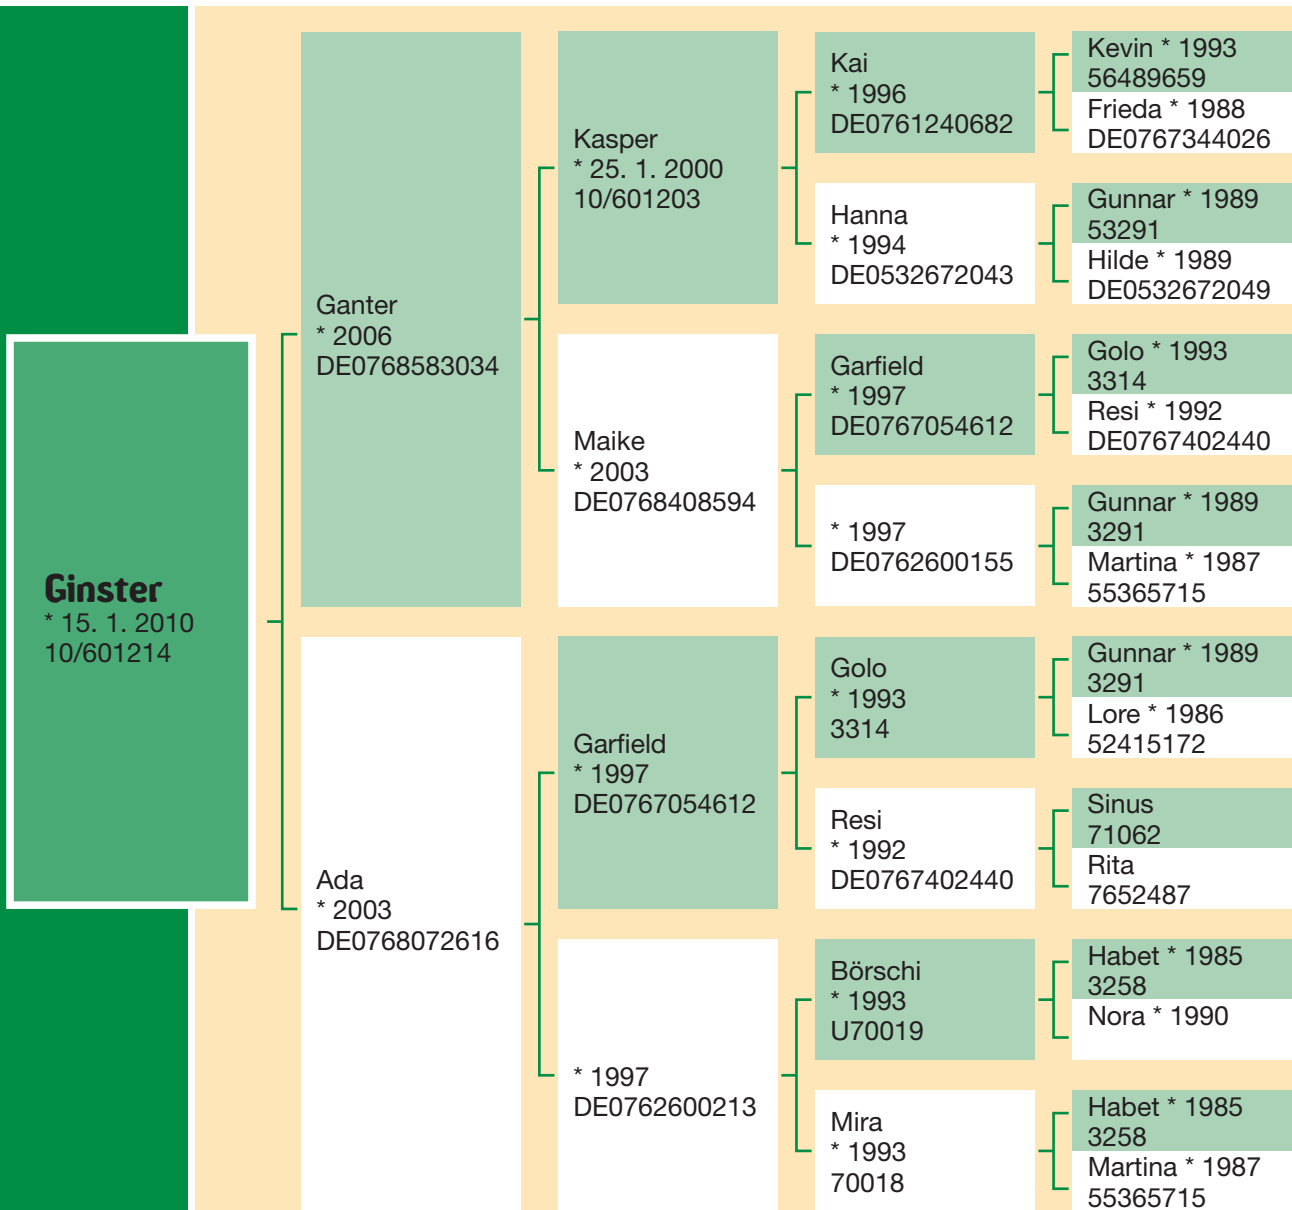 Ginster
* 15. 1. 2010
10/601214
Ganter
* 2006
DE0768583034
Ada
* 2003
DE0768072616
Kasper
* 25. 1. 2000
10/601203
Maike
* 2003
DE0768408594
Garfield
* 1997
DE0767054612
* 1997
DE0762600213
Kai
* 1996
DE0761240682
Hanna
* 1994
DE0532672043
Garfield
* 1997
DE0767054612
* 1997
DE0762600155
Golo
* 1993
3314
Resi
* 1992
DE0767402440
Börschi
* 1993
U70019
Mira
* 1993
70018
Kevin * 1993
56489659
Frieda * 1988
DE0767344026
Gunnar * 1989
53291
Hilde * 1989
DE0532672049
Golo * 1993
3314
Resi * 1992
DE0767402440
Gunnar * 1989
3291
Martina * 1987
55365715
Gunnar * 1989
3291
Lore * 1986
52415172
Sinus
71062
Rita
7652487
Habet * 1985
3258
Nora * 1990
Habet * 1985
3258
Martina * 1987
55365715